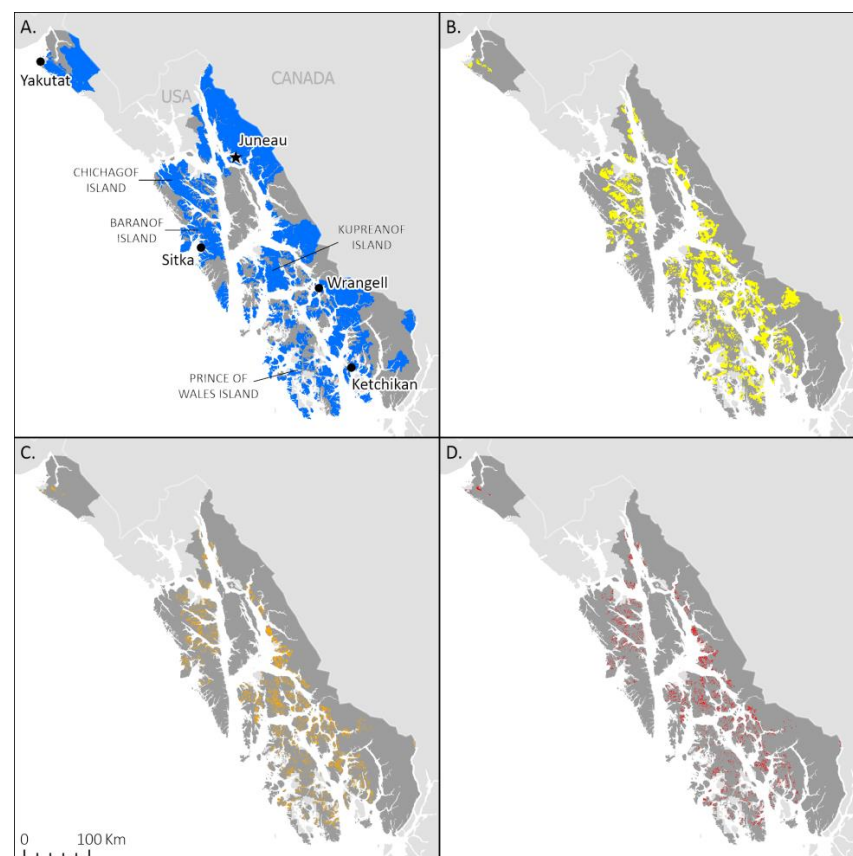 A.
B.
Yakutat
USA
CANADA
Juneau
CHICHAGOF
ISLAND
BARANOF
ISLAND
KUPREANOF
ISLAND
Sitka
Wrangell
PRINCE OF
WALES ISLAND
Ketchikan
C.
D.
0 100 Km